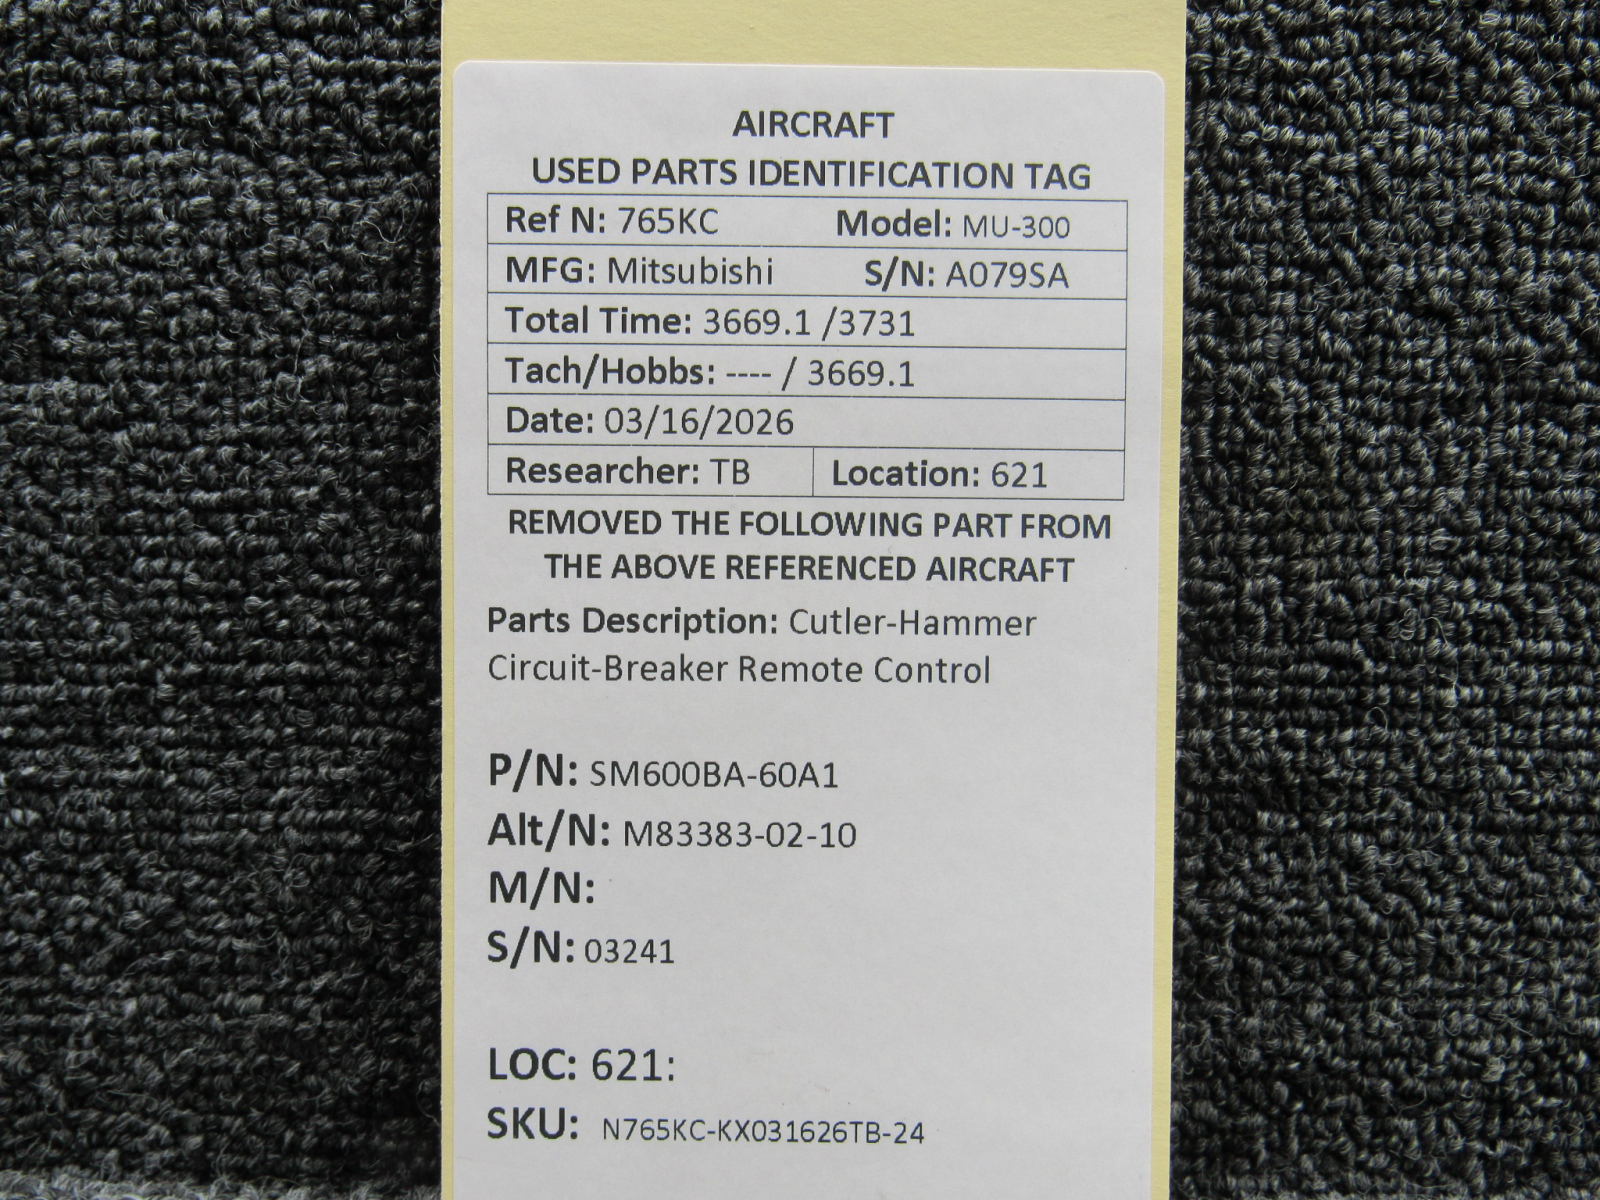 AIRCRAFT
USED PARTS IDENTIFICATION TAG
Ref N: 765KC Model: MU-300
MFG: Mitsubishi S/N: A079SA
Total Time: 3669.1 /3731
Tach/Hobbs: ---- / 3669.1
Date: 03/16/2026
Researcher: TB Location: 621
REMOVED THE FOLLOWING PART FROM
THE ABOVE REFERENCED AIRCRAFT
Parts Description: Cutler-Hammer
Circuit-Breaker Remote Control
P/N: SM600BA-60A1
Alt/N: M83383-02-10
M/N:
S/N: 03241
LOC: 621:
SKU: N765KC-KX031626TB-24